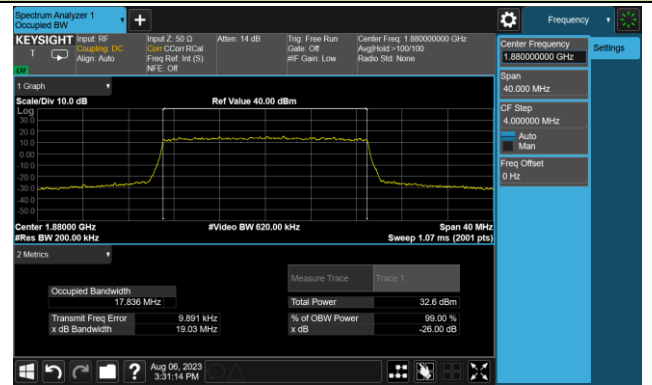 Spectrum Analyzer 1
Occupied BW
Frequency
KEYSIGHT Input: RF Input Z: 50 Ω Atten: 14 dB Trig: Free Run Center Freq: 1.880000000 GHz
T Coupling: DC Corr CCorr RCal Gate: Off Avg|Hold:>100/100
Align: Auto Freq Ref: Int (S) #IF Gain: Low Radio Std: None
LXI NFE: Off
Center Frequency
1.880000000 GHz
Settings
Span
40.000 MHz
CF Step
4.000000 MHz
Auto
Man
Freq Offset
0 Hz
1 Graph
Scale/Div 10.0 dB Ref Value 40.00 dBm
Log
30.0
20.0
10.0
0.00
-10.0
-20.0
-30.0
-40.0
-50.0
Center 1.88000 GHz #Video BW 620.00 kHz Span 40 MHz
#Res BW 200.00 kHz Sweep 1.07 ms (2001 pts)
2 Metrics
Measure Trace Trace 1
Occupied Bandwidth
17.836 MHz Total Power 32.6 dBm
Transmit Freq Error 9.891 kHz % of OBW Power 99.00 %
x dB Bandwidth 19.03 MHz x dB -26.00 dB
Aug 06, 2023
3:31:14 PM